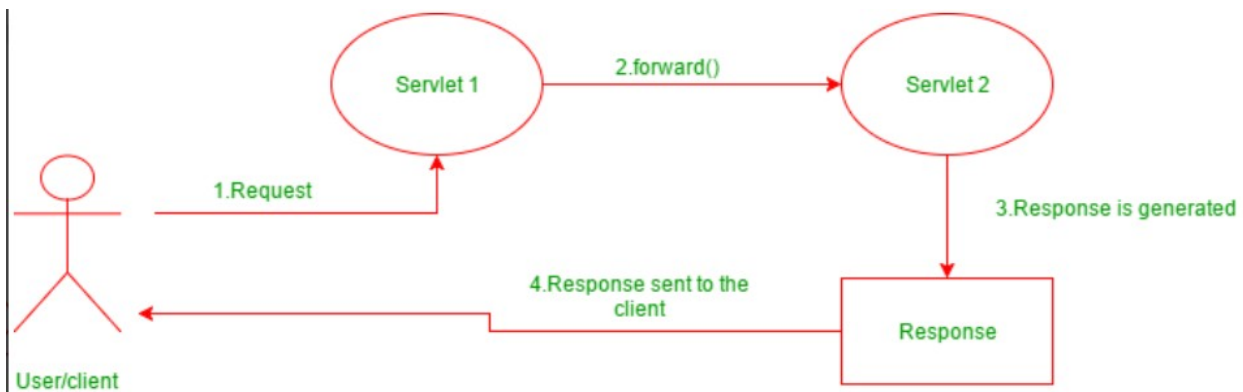 Servlet 1
2.forward()
Servlet 2
1.Request
3.Response is generated
4.Response sent to the
client
Response
User/client